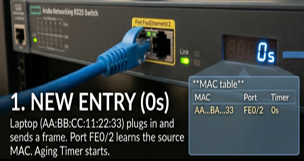 Aruba Networking 8325 Switch
Port FastEthernet0/2
Link
0s
**MAC table**
MAC Port Timer
AA...BA...33 FE0/2 0s
1. NEW ENTRY (0s)
Laptop (AA:BB:CC:11:22:33) plugs in and
sends a frame. Port FE0/2 learns the source
MAC. Aging Timer starts.